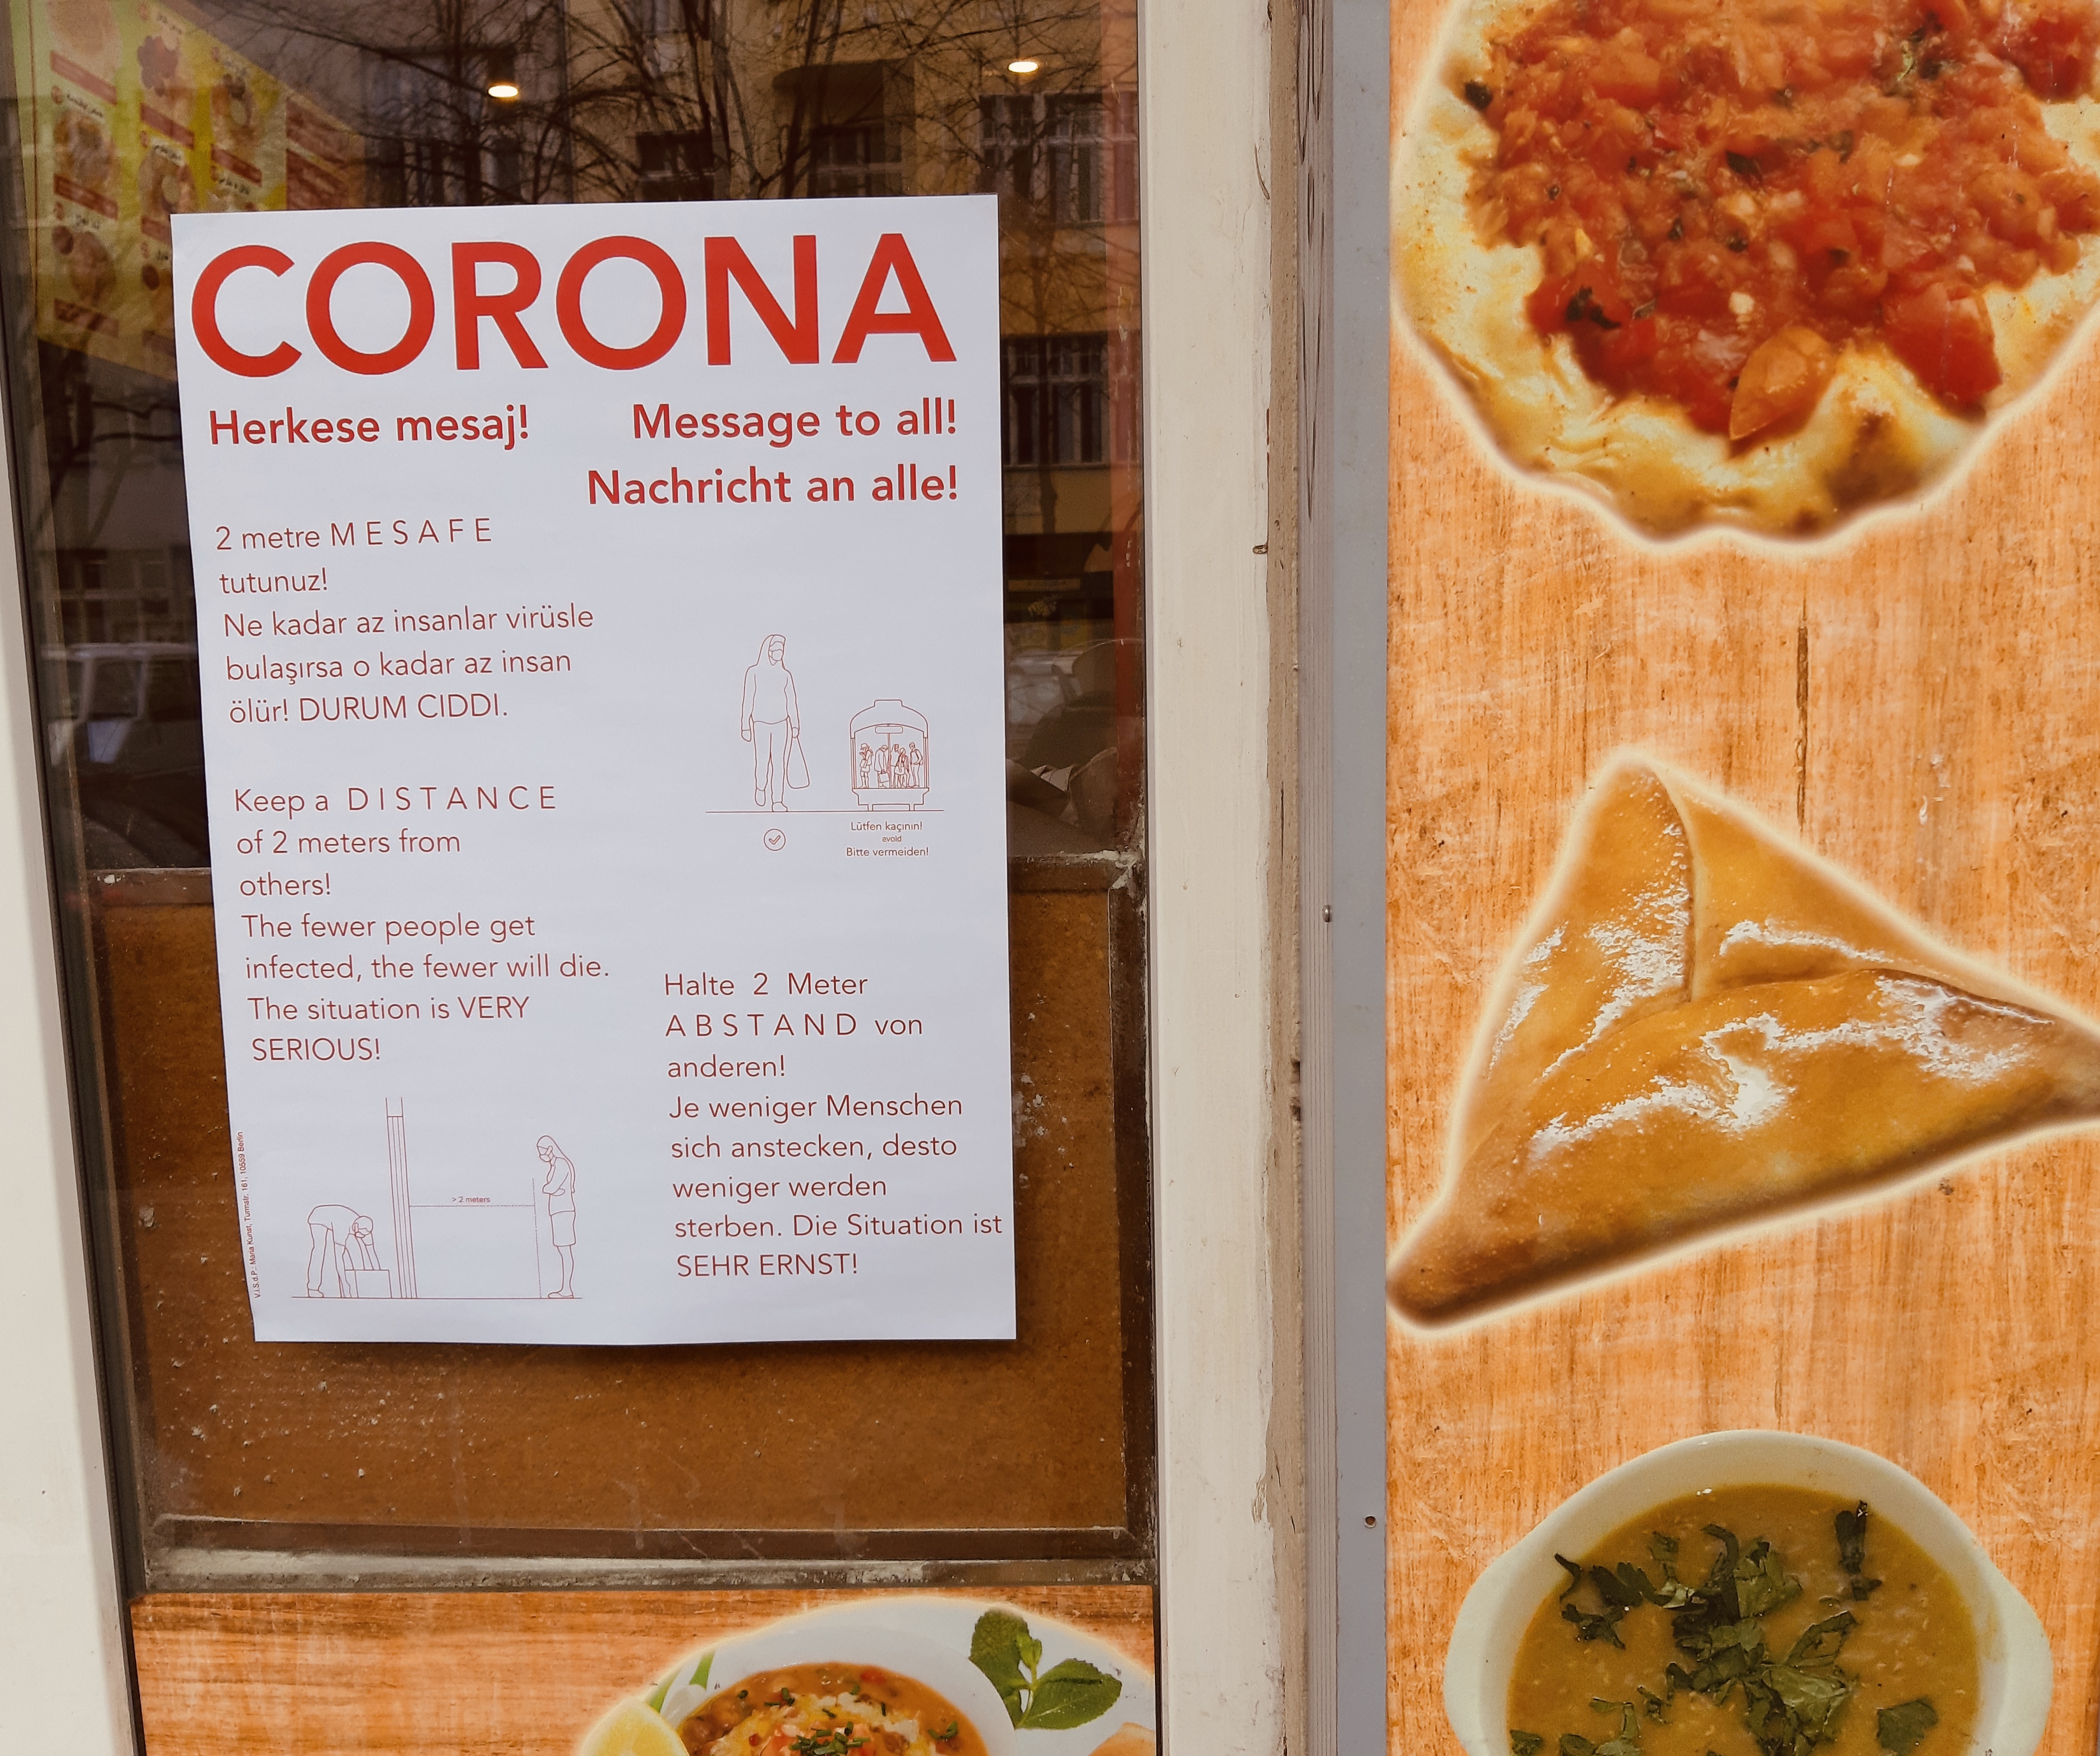 CORONA
Herkese mesaj!
Message to all!
Nachricht an alle!
2 metre M E S A F E
tutunuz!
Ne kadar az insanlar virüsle
bulaşırsa o kadar az insan
ölür! DURUM CIDDI.
Keep a D I S T A N C E
of 2 meters from
others!
The fewer people get
infected, the fewer will die.
The situation is VERY
SERIOUS!
Lütfen kaçının!
avoid
Bitte vermeiden!
Halte 2 Meter
A B S T A N D von
anderen!
Je weniger Menschen
sich anstecken, desto
weniger werden
sterben. Die Situation ist
SEHR ERNST!
> 2 meters
V.i.S.d.P.: Maria Kunst, Turmstr. 161, 10559 Berlin